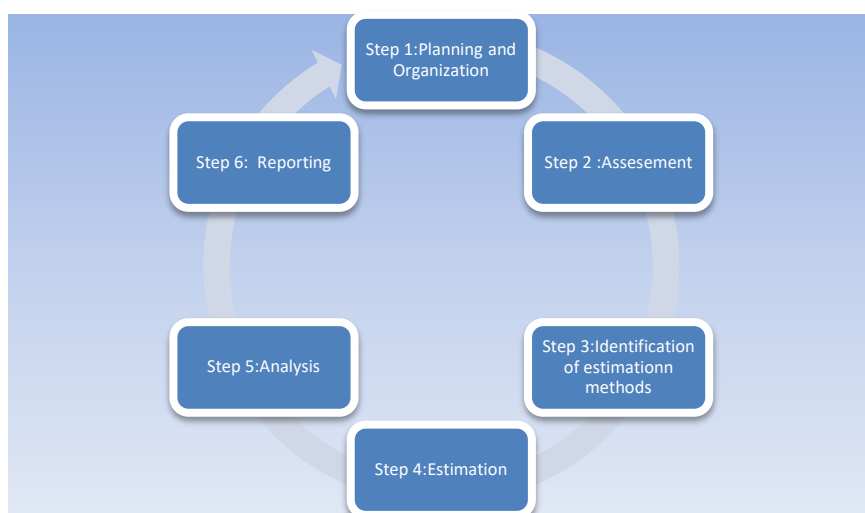 Step 1:Planning and
Organization
Step 2 :Assesement
Step 3:Identification
of estimationn
methods
Step 4:Estimation
Step 5:Analysis
Step 6:  Reporting